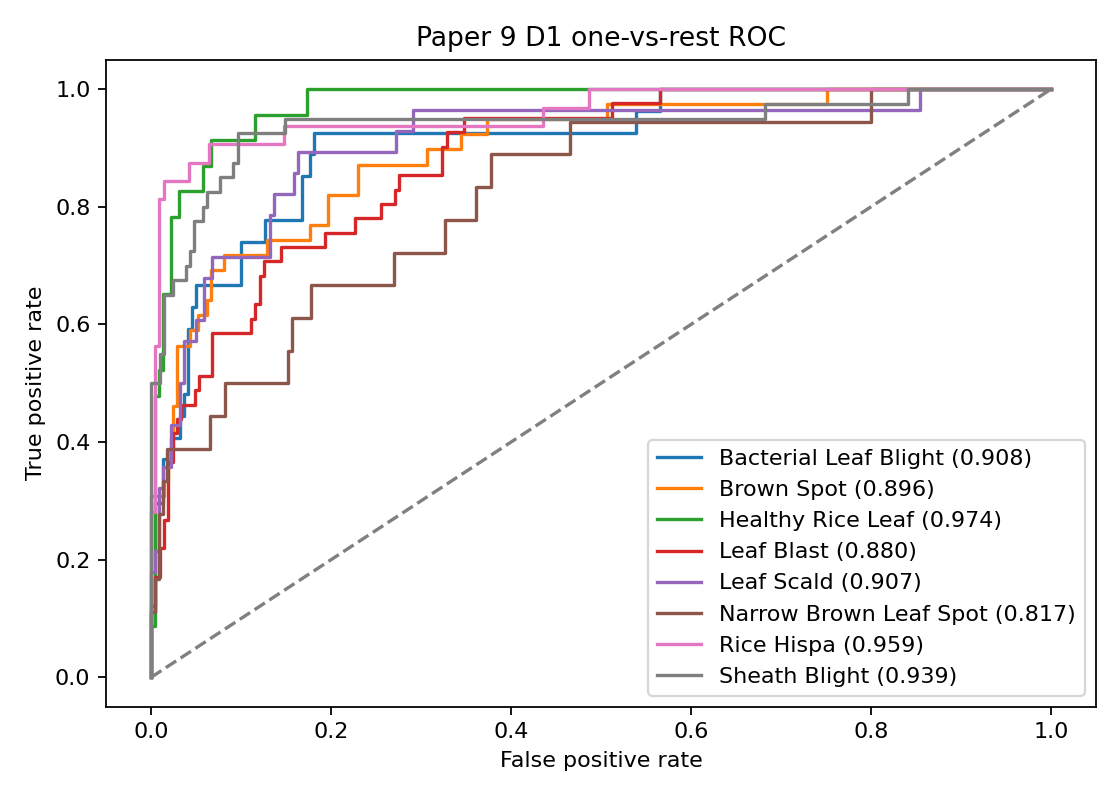 Paper 9 D1 one-vs-rest ROC
True positive rate
1.0
0.8
0.6
0.4
0.2
0.0
Bacterial Leaf Blight (0.908)
Brown Spot (0.896)
Healthy Rice Leaf (0.974)
Leaf Blast (0.880)
Leaf Scald (0.907)
Narrow Brown Leaf Spot (0.817)
Rice Hispa (0.959)
Sheath Blight (0.939)
0.0 0.2 0.4 0.6 0.8 1.0
False positive rate